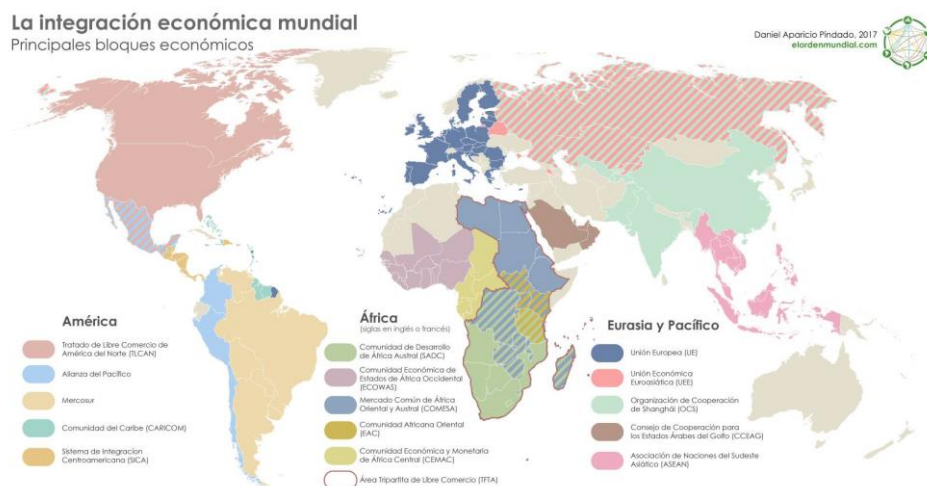 La integración económica mundial
Principales bloques económicos
Daniel Aparicio Pindado, 2017
elordenmundial.com
América
Tratado de Libre Comercio de
América del Norte (TLCAN)
Alianza del Pacífico
Mercosur
Comunidad del Caribe (CARICOM)
Sistema de Integracion
Centroamericana (SICA)
África
(siglas en inglés o francés)
Comunidad de Desarrollo
de África Austral (SADC)
Comunidad Económica de
Estados de África Occidental
(ECOWAS)
Mercado Común de África
Oriental y Austral (COMESA)
Comunidad Africana Oriental
(EAC)
Comunidad Económica y Monetaria
de África Central (CEMAC)
Área Tripartita de Libre Comercio (TFTA)
Eurasia y Pacífico
Unión Europea (UE)
Unión Económica
Euroasiática (UEE)
Organización de Cooperación
de Shanghái (OCS)
Consejo de Cooperación para
los Estados Árabes del Golfo (CCEAG)
Asociación de Naciones del Sudeste
Asiático (ASEAN)